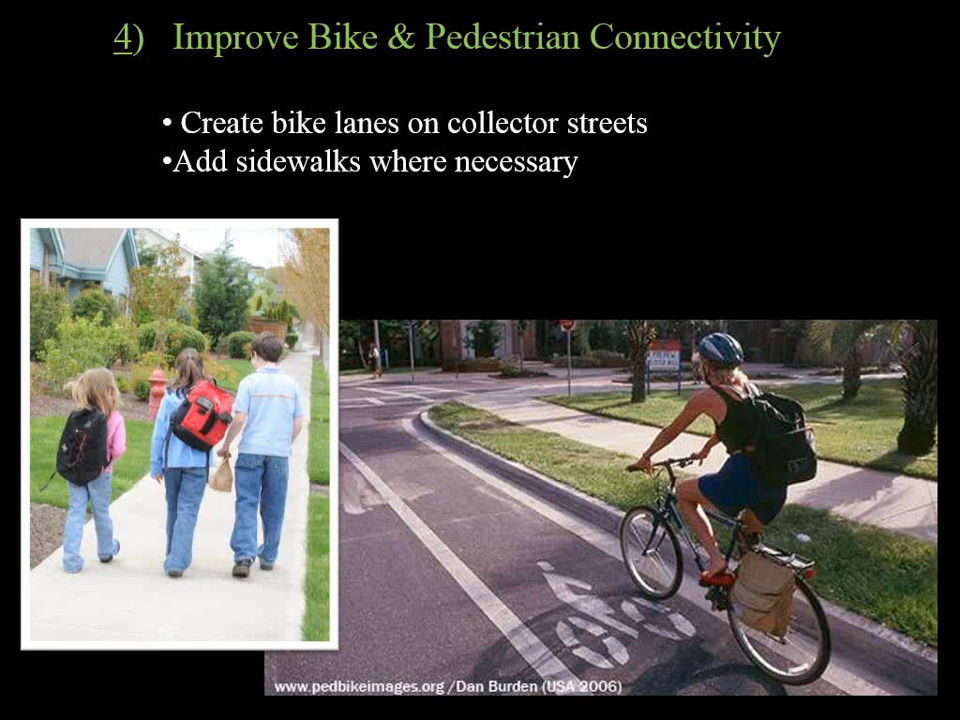 4) Improve Bike & Pedestrian Connectivity
• Create bike lanes on collector streets
•Add sidewalks where necessary
www.pedbikeimages.org /Dan Burden (USA 2006)